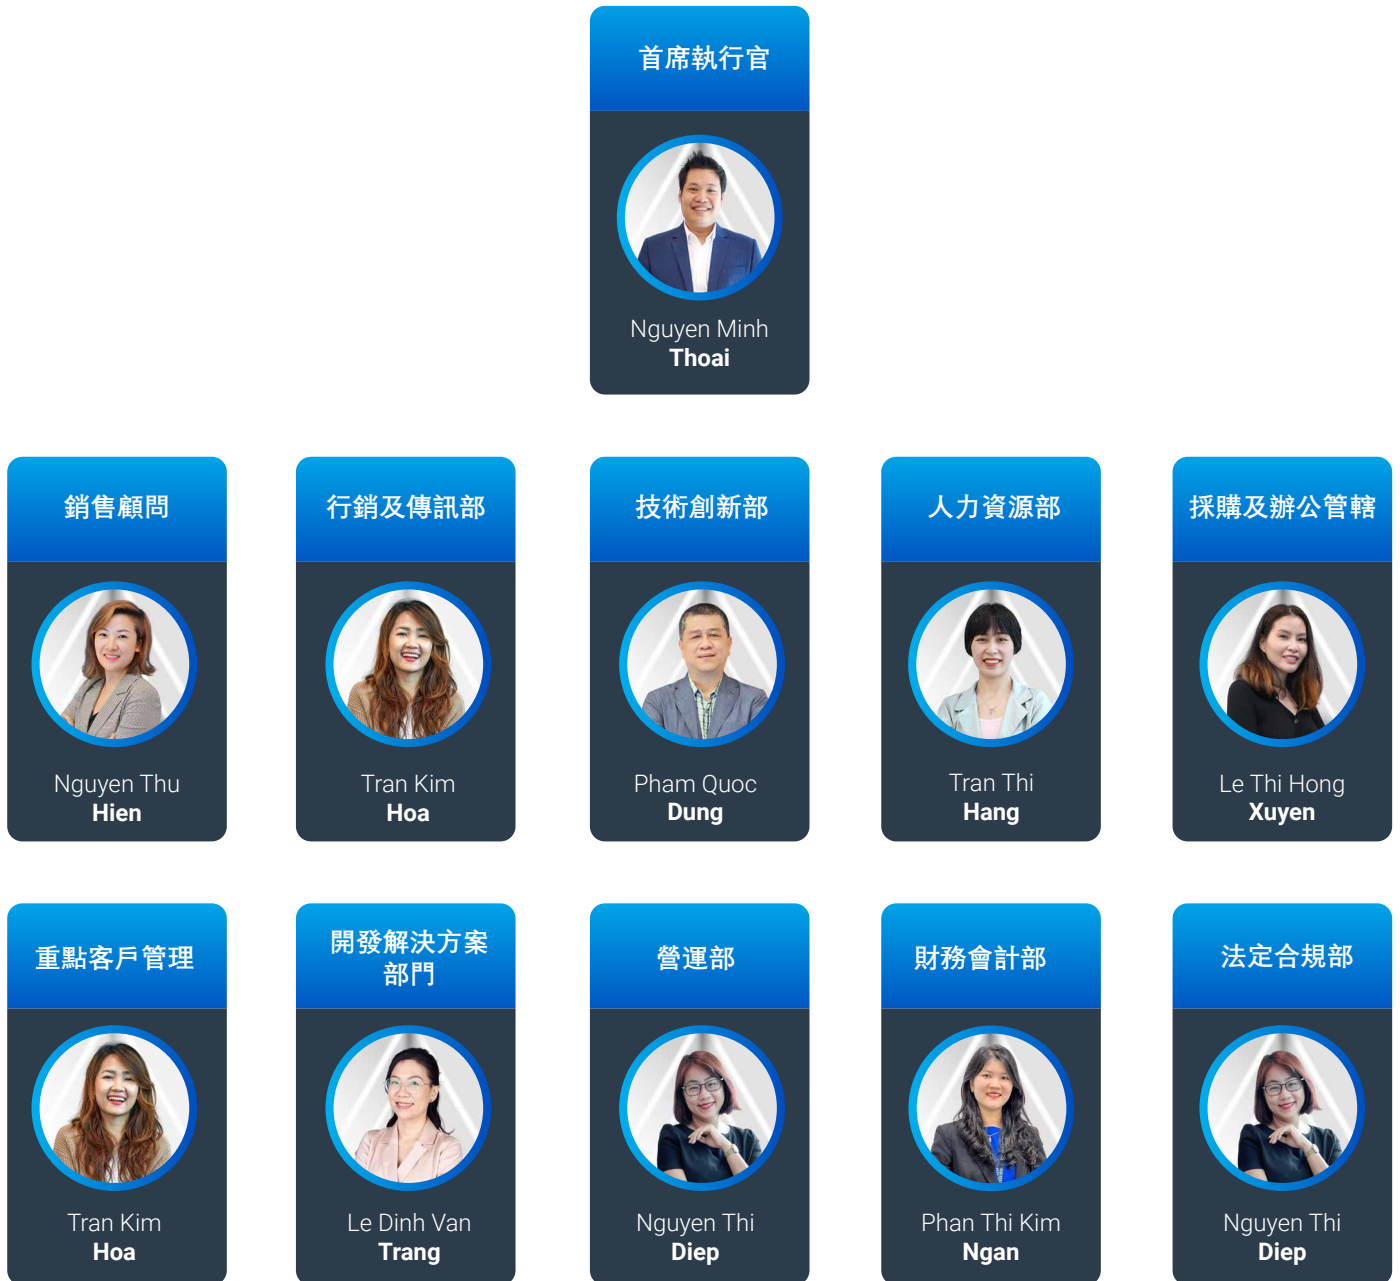 首席執行官
Nguyen Minh
Thoai
銷售顧問
Nguyen Thu
Hien
行銷及傳訊部
Tran Kim
Hoa
技術創新部
Pham Quoc
Dung
人力資源部
Tran Thi
Hang
採購及辦公管轄
Le Thi Hong
Xuyen
重點客戶管理
Tran Kim
Hoa
開發解決方案
部門
Le Dinh Van
Trang
營運部
Nguyen Thi
Diep
財務會計部
Phan Thi Kim
Ngan
法定合規部
Nguyen Thi
Diep